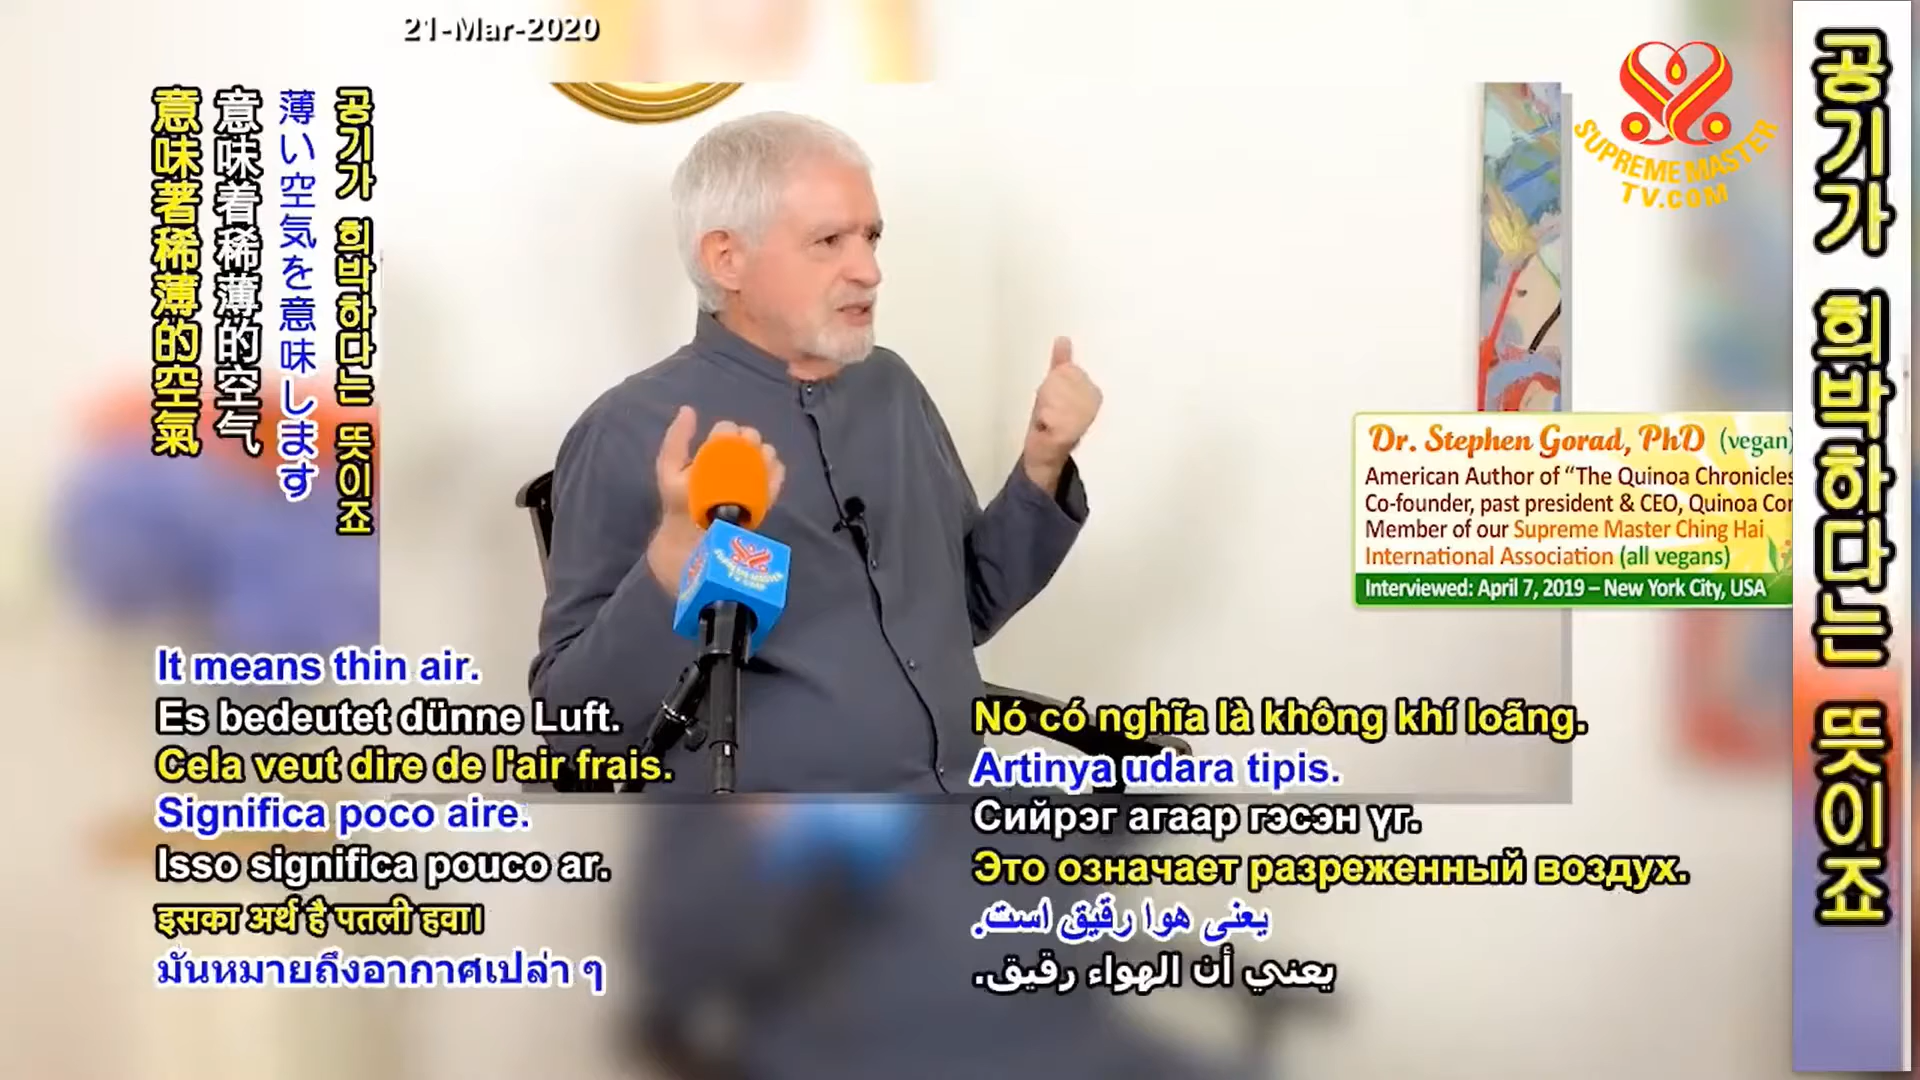 21-Mar-2020
意味著稀薄的空氣
意味着稀薄的空气
薄い空気を意味します
공기가 희박하다는 뜻이죠
SUPREME MASTER
TV.COM
Dr. Stephen Gorad, PhD (vegan)
American Author of “The Quinoa Chronicles
Co-founder, past president & CEO, Quinoa Cor
Member of our Supreme Master Ching Hai
International Association (all vegans)
Interviewed: April 7, 2019 – New York City, USA
SUPREME MASTER
TV.COM
It means thin air.
Es bedeutet dünne Luft.
Cela veut dire de l'air frais.
Significa poco aire.
Isso significa pouco ar.
इसका अर्थ है पतली हवा।
มันหมายถึงอากาศเปล่า ๆ
Nó có nghĩa là không khí loãng.
Artinya udara tipis.
Сийрэг агаар гэсэн үг.
Это означает разреженный воздух.
یعنی هوا رقیق است.
يعني أن الهواء رقيق.
공기가 희박하다는 뜻이죠